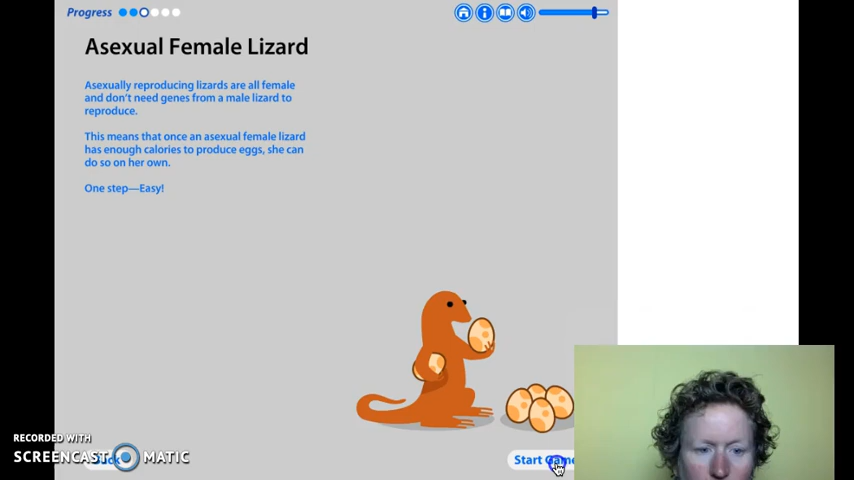 Progress
Asexual Female Lizard
Asexually reproducing lizards are all female
and don't need genes from a male lizard to
reproduce.
This means that once an asexual female lizard
has enough calories to produce eggs, she can
do so on her own.
One step—Easy!
RECORDED WITH
SCREENCAST MATIC
Start Game